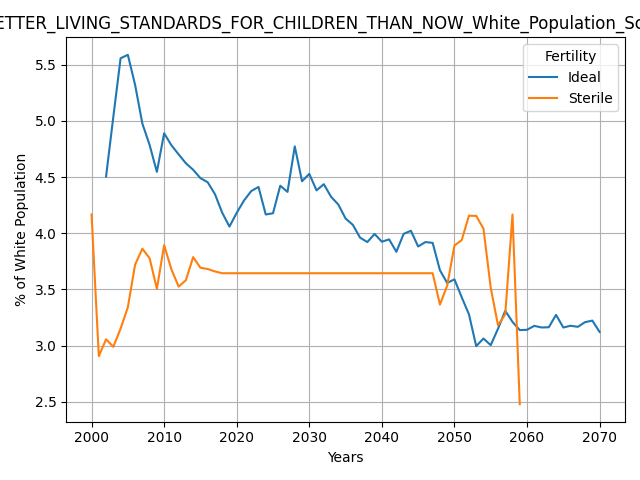 ETTER_LIVING_STANDARDS_FOR_CHILDREN_THAN_NOW_White_Population_So
Fertility
Ideal
Sterile
% of White Population
5.5
5.0
4.5
4.0
3.5
3.0
2.5
2000 2010 2020 2030 2040 2050 2060 2070
Years